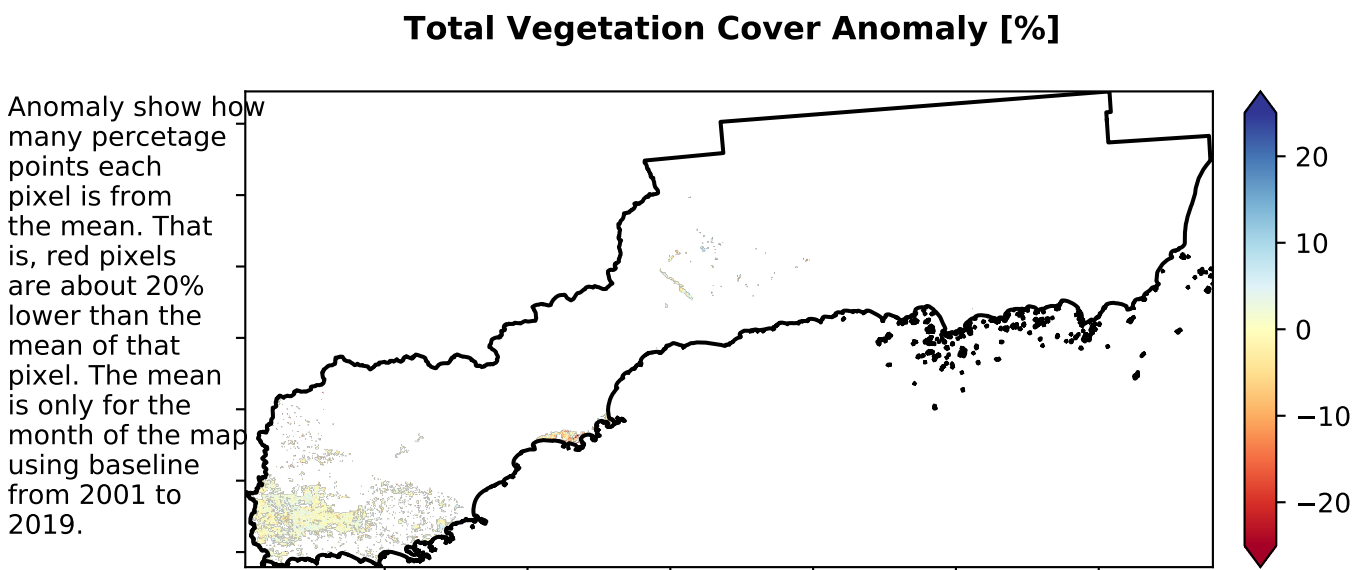 Total Vegetation Cover Anomaly [%]
Anomaly show how
many percetage
points each
pixel is from
the mean. That
is, red pixels
are about 20%
lower than the
mean of that
pixel. The mean
is only for the
month of the map
using baseline
from 2001 to
2019.
20
10
0
−10
−20